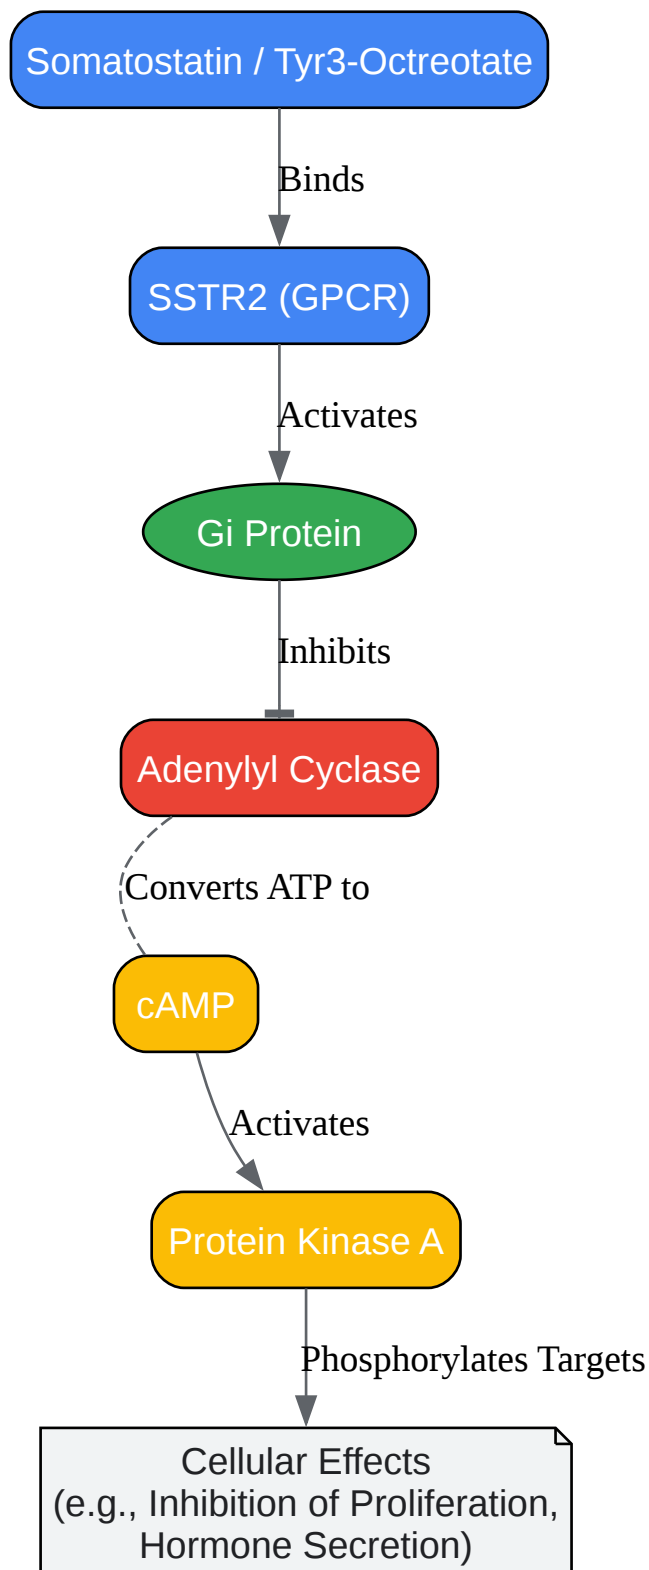 Somatostatin / Tyr3-Octreotate
Binds
SSTR2 (GPCR)
Activates
Gi Protein
Inhibits
Adenylyl Cyclase
Converts ATP to
cAMP
Activates
Protein Kinase A
Phosphorylates Targets
Cellular Effects
(e.g., Inhibition of Proliferation,
Hormone Secretion)